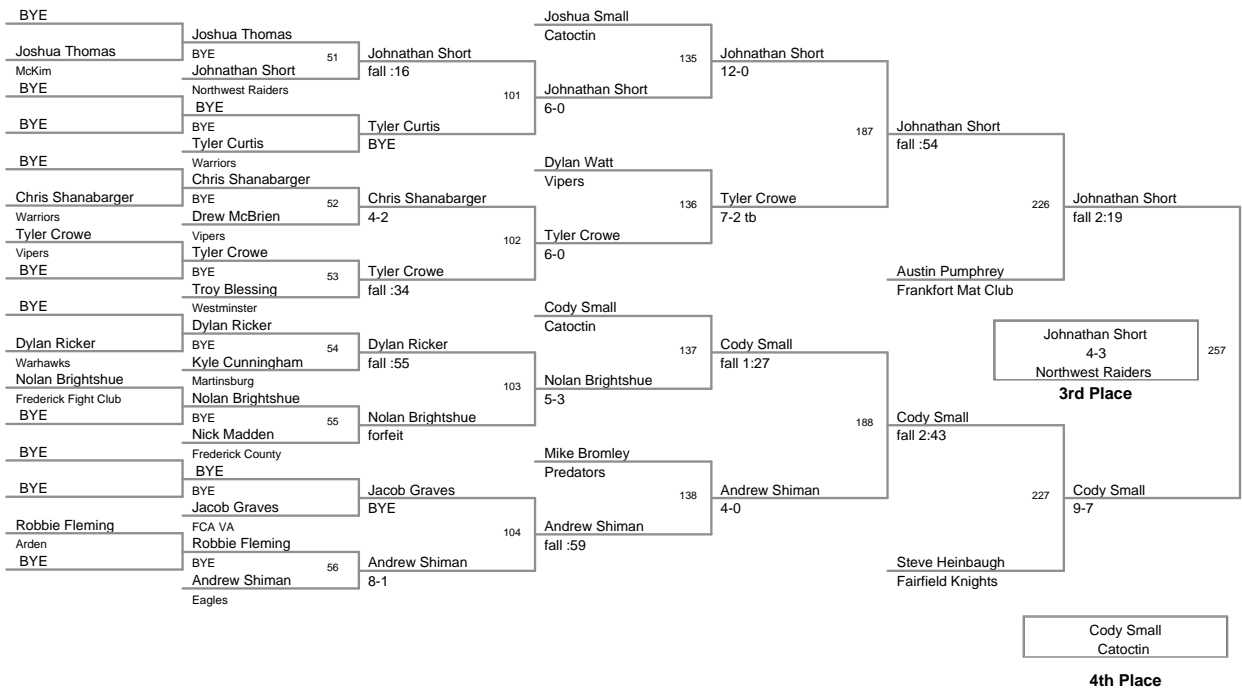 BYE
Joshua Thomas
McKim
BYE
BYE
BYE
Chris Shanabarger
Warriors
Tyler Crowe
Vipers
BYE
BYE
Dylan Ricker
Warhawks
Nolan Brightshue
Frederick Fight Club
BYE
BYE
BYE
Robbie Fleming
Arden
BYE
Joshua Thomas
BYE
51
Johnathan Short
Northwest Raiders
BYE
BYE
Tyler Curtis
Warriors
Chris Shanabarger
BYE
52
Drew McBrien
Vipers
Tyler Crowe
BYE
53
Troy Blessing
Westminster
Dylan Ricker
BYE
54
Kyle Cunningham
Martinsburg
Nolan Brightshue
BYE
55
Nick Madden
Frederick County
BYE
BYE
Jacob Graves
FCA VA
Robbie Fleming
BYE
56
Andrew Shiman
Eagles
Johnathan Short
fall :16
101
Tyler Curtis
BYE
Chris Shanabarger
4-2
102
Tyler Crowe
fall :34
Dylan Ricker
fall :55
103
Nolan Brightshue
forfeit
Jacob Graves
BYE
104
Andrew Shiman
8-1
Joshua Small
Catoctin
135
Johnathan Short
6-0
Dylan Watt
Vipers
136
Tyler Crowe
6-0
Cody Small
Catoctin
137
Nolan Brightshue
5-3
Mike Bromley
Predators
138
Andrew Shiman
fall :59
Johnathan Short
12-0
187
Tyler Crowe
7-2 tb
Cody Small
fall 1:27
188
Andrew Shiman
4-0
Johnathan Short
fall :54
226
Austin Pumphrey
Frankfort Mat Club
Cody Small
fall 2:43
227
Steve Heinbaugh
Fairfield Knights
Johnathan Short
fall 2:19
Johnathan Short
4-3
Northwest Raiders
257
3rd Place
Cody Small
9-7
Cody Small
Catoctin
4th Place